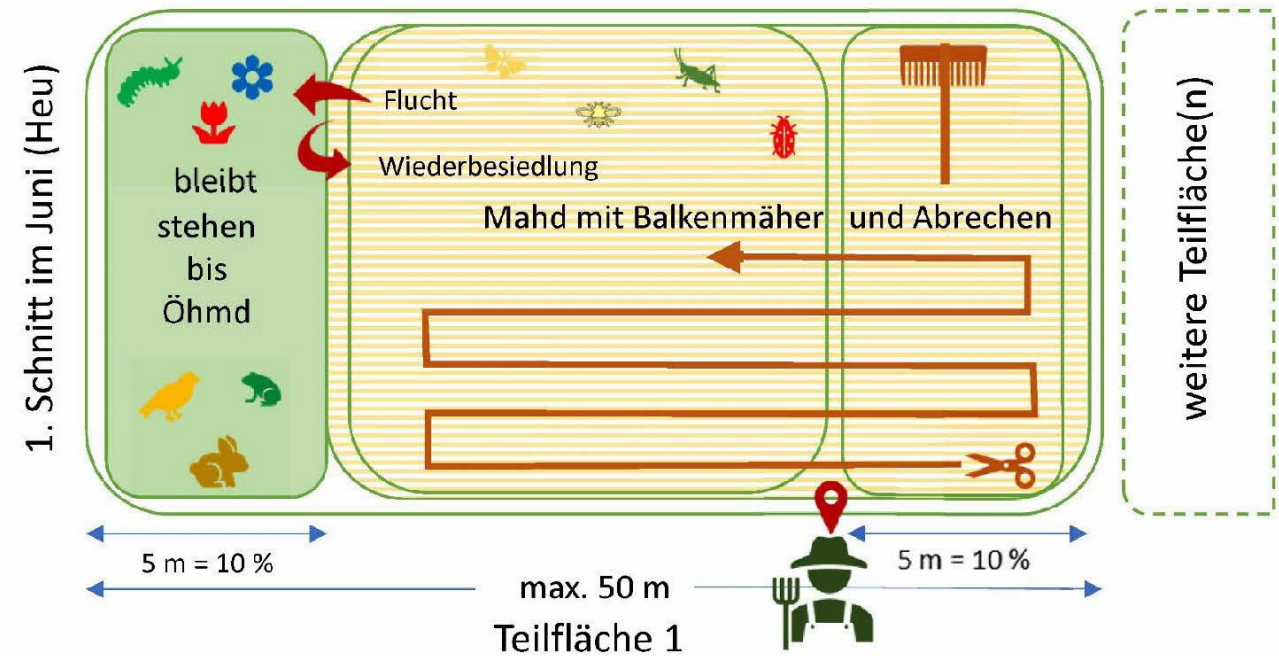 1. Schnitt im Juni (Heu)
Flucht
Wiederbesiedlung
bleibt
stehen
bis
Öhmd
Mahd mit Balkenmäher und Abrechen
weitere Teilfläche(n)
5 m = 10 %
5 m = 10 %
max. 50 m
Teilfläche 1